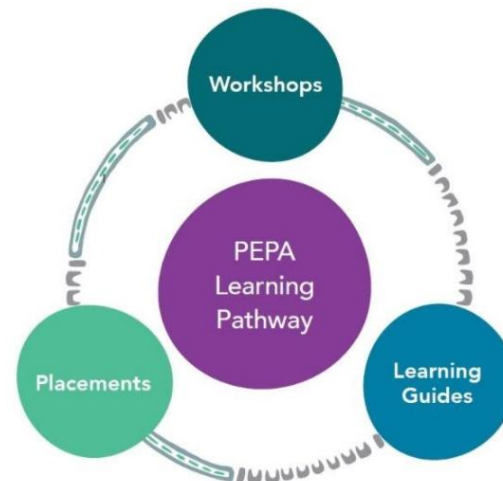 Workshops
PEPA
Learning
Pathway
Placements
Learning
Guides